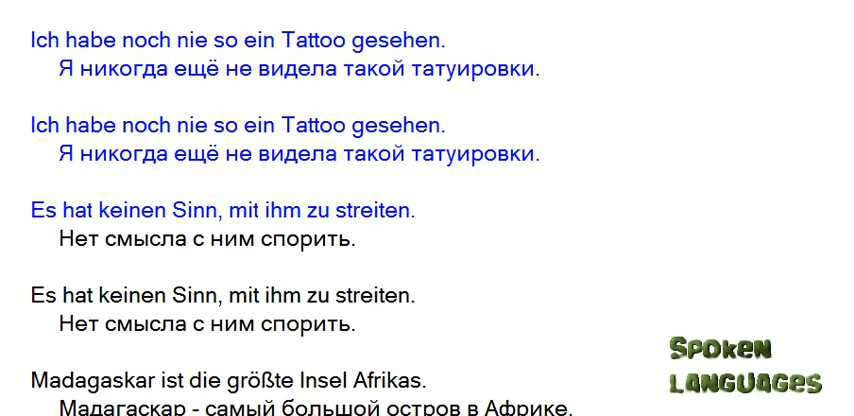 Ich habe noch nie so ein Tattoo gesehen.
Я никогда ещё не видела такой татуировки.
Ich habe noch nie so ein Tattoo gesehen.
Я никогда ещё не видела такой татуировки.
Es hat keinen Sinn, mit ihm zu streiten.
Нет смысла с ним спорить.
Es hat keinen Sinn, mit ihm zu streiten.
Нет смысла с ним спорить.
Madagaskar ist die größte Insel Afrikas.
Мадагаскар - самый большой остров в Африке.
Spoken
Languages